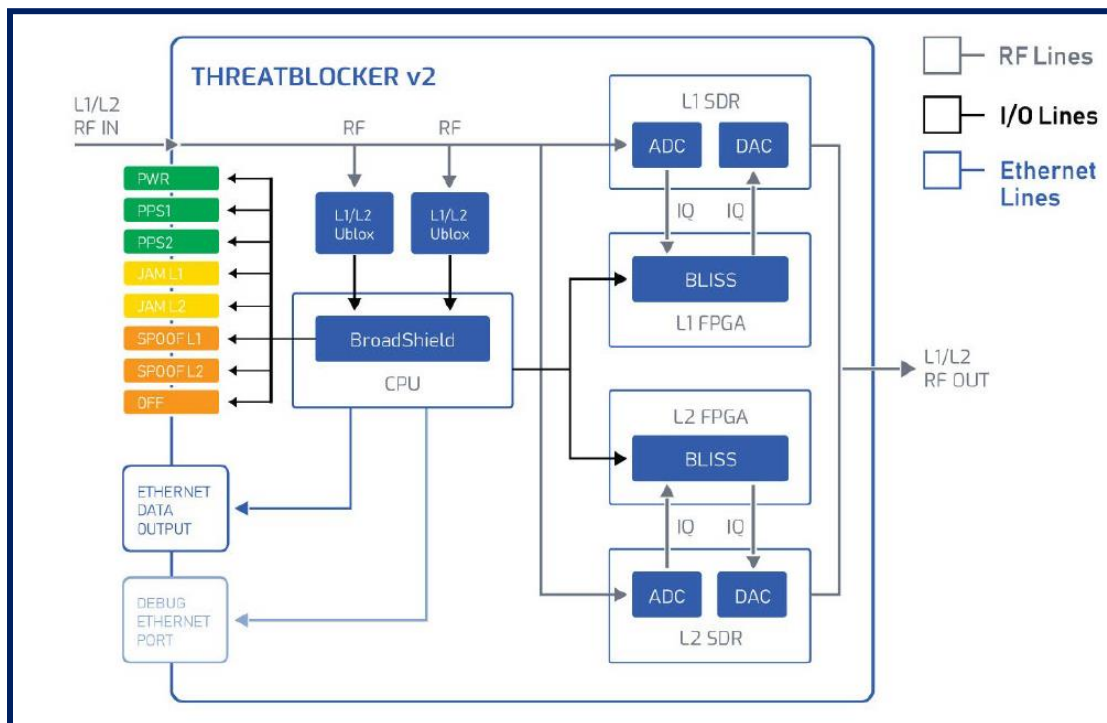 THREATBLOCKER v2
L1/L2
RF IN
RF
RF
PWR
PPS1
PPS2
JAM L1
JAM L2
SPOOF L1
SPOOF L2
OFF
L1/L2
Ublox
L1/L2
Ublox
BroadShield
CPU
ETHERNET
DATA
OUTPUT
DEBUG
ETHERNET
PORT
L1 SDR
ADC
DAC
IQ
IQ
BLISS
L1 FPGA
L2 FPGA
BLISS
IQ
IQ
ADC
DAC
L2 SDR
L1/L2
RF OUT
RF Lines
I/O Lines
Ethernet
Lines